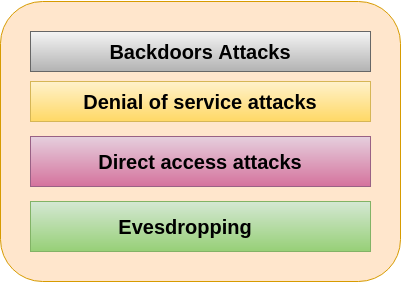 Backdoors Attacks
Denial of service attacks
Direct access attacks
Evesdropping